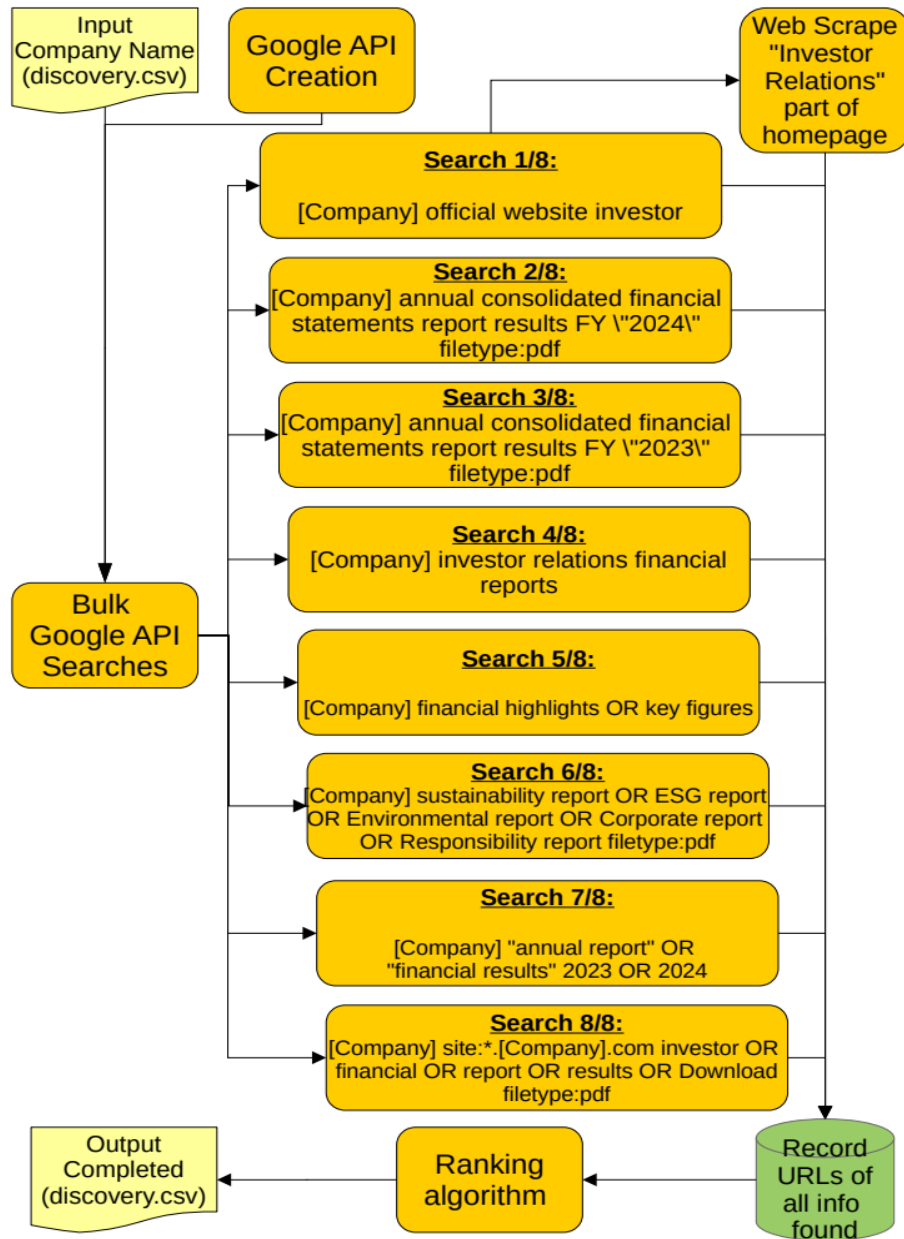 Input
Company Name
(discovery.csv)
Google API
Creation
Web Scrape
"Investor
Relations"
part of
homepage
Search 1/8:
[Company] official website investor
Search 2/8:
[Company] annual consolidated financial
statements report results FY \"2024\"
filetype:pdf
Search 3/8:
[Company] annual consolidated financial
statements report results FY \"2023\"
filetype:pdf
Search 4/8:
[Company] investor relations financial
reports
Bulk
Google API
Searches
Search 5/8:
[Company] financial highlights OR key figures
Search 6/8:
[Company] sustainability report OR ESG report
OR Environmental report OR Corporate report
OR Responsibility report filetype:pdf
Search 7/8:
[Company] "annual report" OR
"financial results" 2023 OR 2024
Search 8/8:
[Company] site:*.[Company].com investor OR
financial OR report OR results OR Download
filetype:pdf
Output
Completed
(discovery.csv)
Ranking
algorithm
Record
URLs of
all info
found